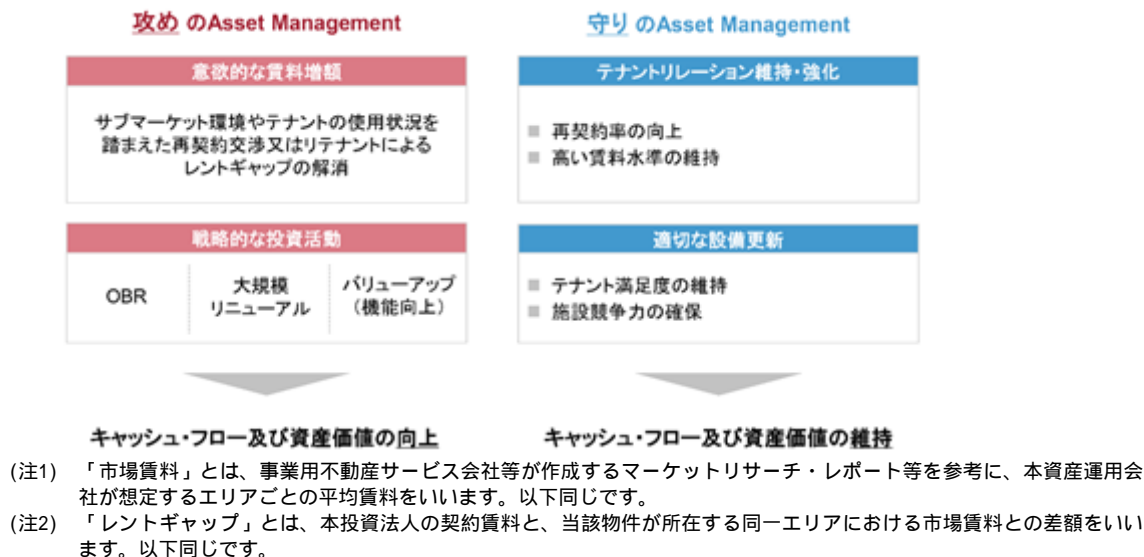 攻め のAsset Management
意欲的な賃料増額
サブマーケット環境やテナントの使用状況を
踏まえた再契約交渉又はリテナントによる
レントギャップの解消
戦略的な投資活動
OBR
大規模
リニューアル
バリューアップ
（機能向上）
キャッシュ・フロー及び資産価値の向上
守り のAsset Management
テナントリレーション維持・強化
■ 再契約率の向上
■ 高い賃料水準の維持
適切な設備更新
■ テナント満足度の維持
■ 施設競争力の確保
キャッシュ・フロー及び資産価値の維持
(注1) 「市場賃料」とは、事業用不動産サービス会社等が作成するマーケットリサーチ・レポート等を参考に、本資産運用会
社が想定するエリアごとの平均賃料をいいます。以下同じです。
(注2) 「レントギャップ」とは、本投資法人の契約賃料と、当該物件が所在する同一エリアにおける市場賃料との差額をいい
ます。以下同じです。